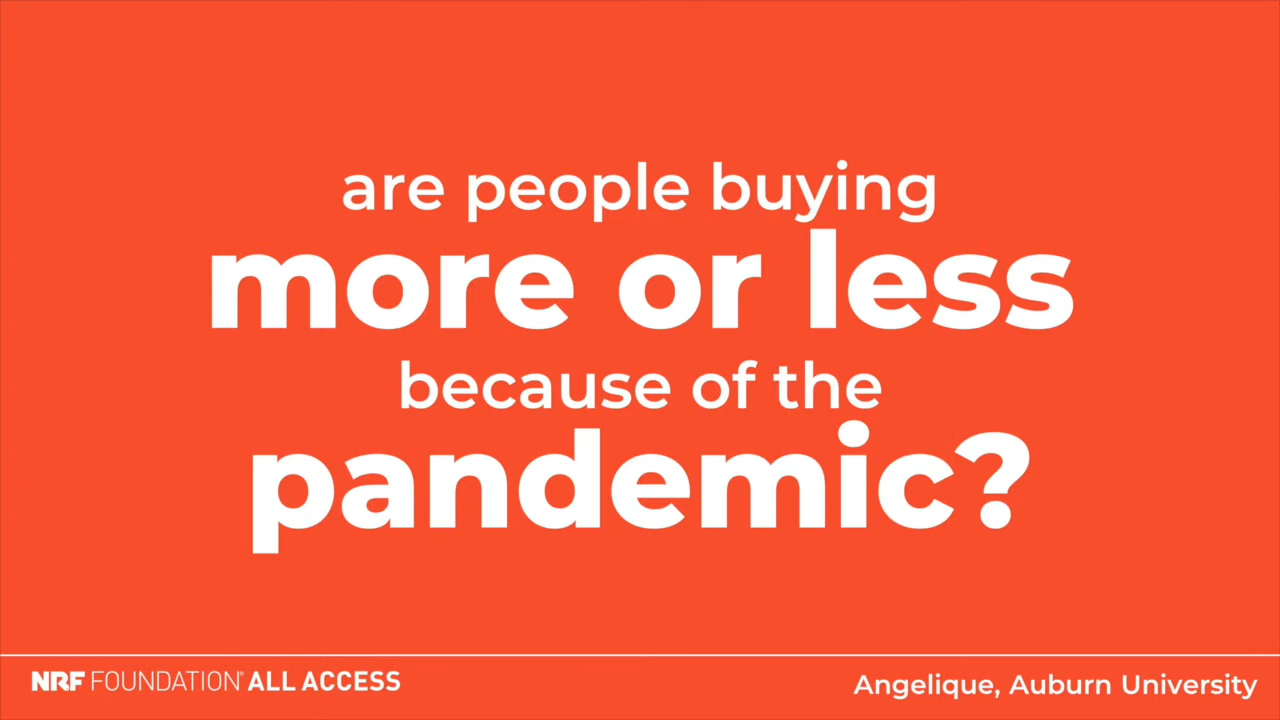 are people buying
more or less
because of the
pandemic?
NRF FOUNDATION® ALL ACCESS
Angelique, Auburn University